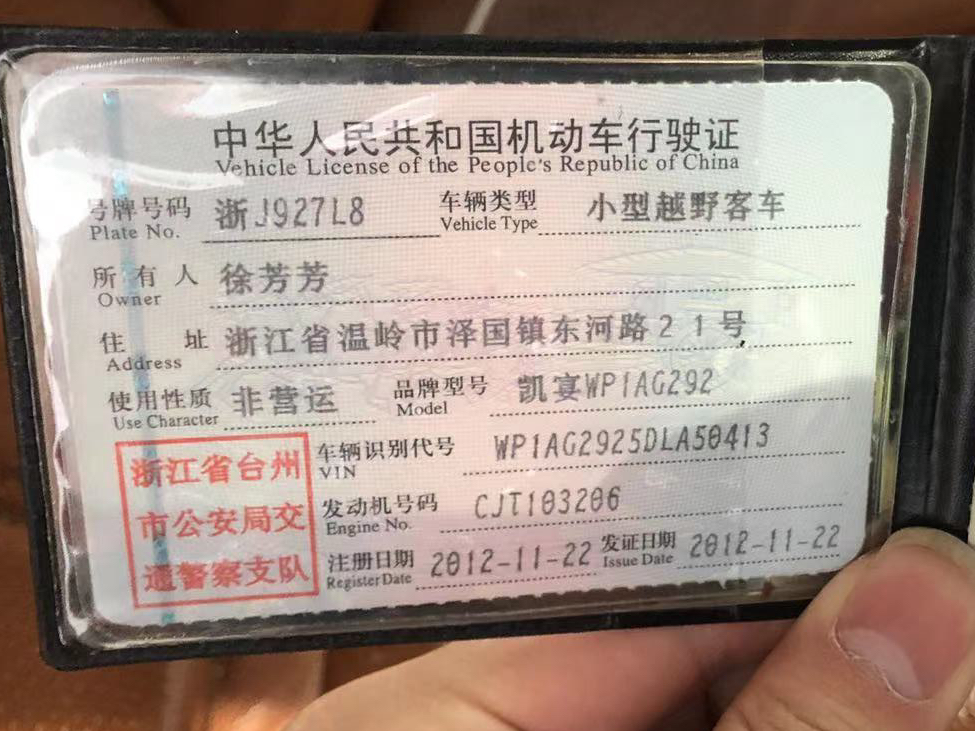 中华人民共和国机动车行驶证
Vehicle License of the People's Republic of China
号牌号码 浙J927L8 车辆类型 小型越野客车
Plate No. Vehicle Type
所有人 徐芳芳
Owner
住址 浙江省温岭市泽国镇东河路21号
Address
使用性质 非营运 品牌型号 凯宴WP1AG292
Use Character Model
浙江省台州
市公安局交
通警察支队
车辆识别代号 WP1AG2925DLA50413
VIN
发动机号码 CJT103206
Engine No.
注册日期 2012-11-22 发证日期 2012-11-22
Register Date Issue Date